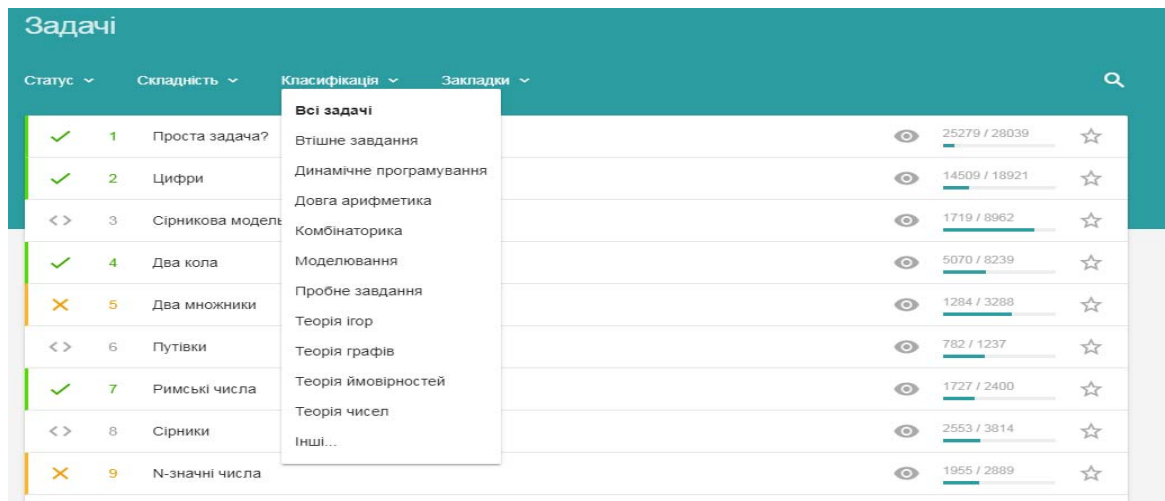 Задачі
Статус Складність Класифікація Закладки
Всі задачі
Втішне завдання
Динамічне програмування
Довга арифметика
Комбінаторика
Моделювання
Пробне завдання
Теорія ігор
Теорія графів
Теорія ймовірностей
Теорія чисел
Інші...
1 Проста задача? 25279 / 28039
2 Цифри 14509 / 18921
3 Сірникова модель 1719 / 8962
4 Два кола 5070 / 8239
5 Два множники 1284 / 3288
6 Путівки 782 / 1237
7 Римські числа 1727 / 2400
8 Сірники 2553 / 3814
9 N-значні числа 1955 / 2889